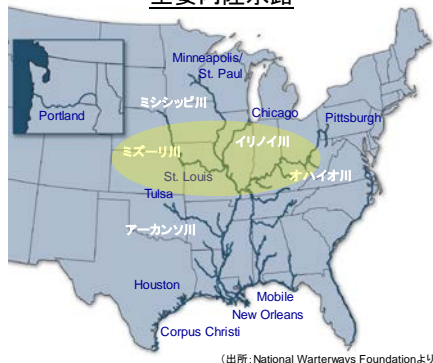 主要内陸水路
Minneapolis/
St. Paul
ミシシッピ川
Chicago
Portland
Pittsburgh
イリノイ川
ミズーリ川
St. Louis
オハイオ川
Tulsa
アーカンソ川
Houston
Mobile
New Orleans
Corpus Christi
（出所：National Warterways Foundationより